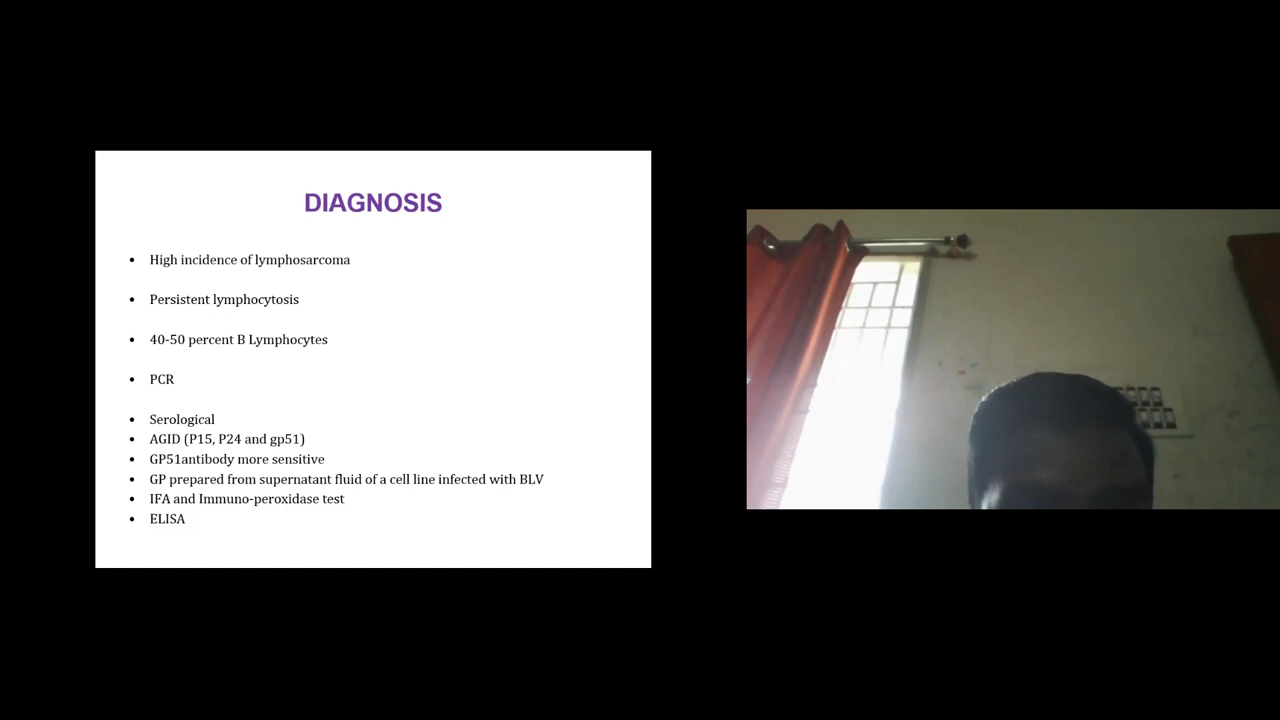 DIAGNOSIS
• High incidence of lymphosarcoma
• Persistent lymphocytosis
• 40-50 percent B Lymphocytes
• PCR
• Serological
• AGID (P15, P24 and gp51)
• GP51antibody more sensitive
• GP prepared from supernatant fluid of a cell line infected with BLV
• IFA and Immuno-peroxidase test
• ELISA